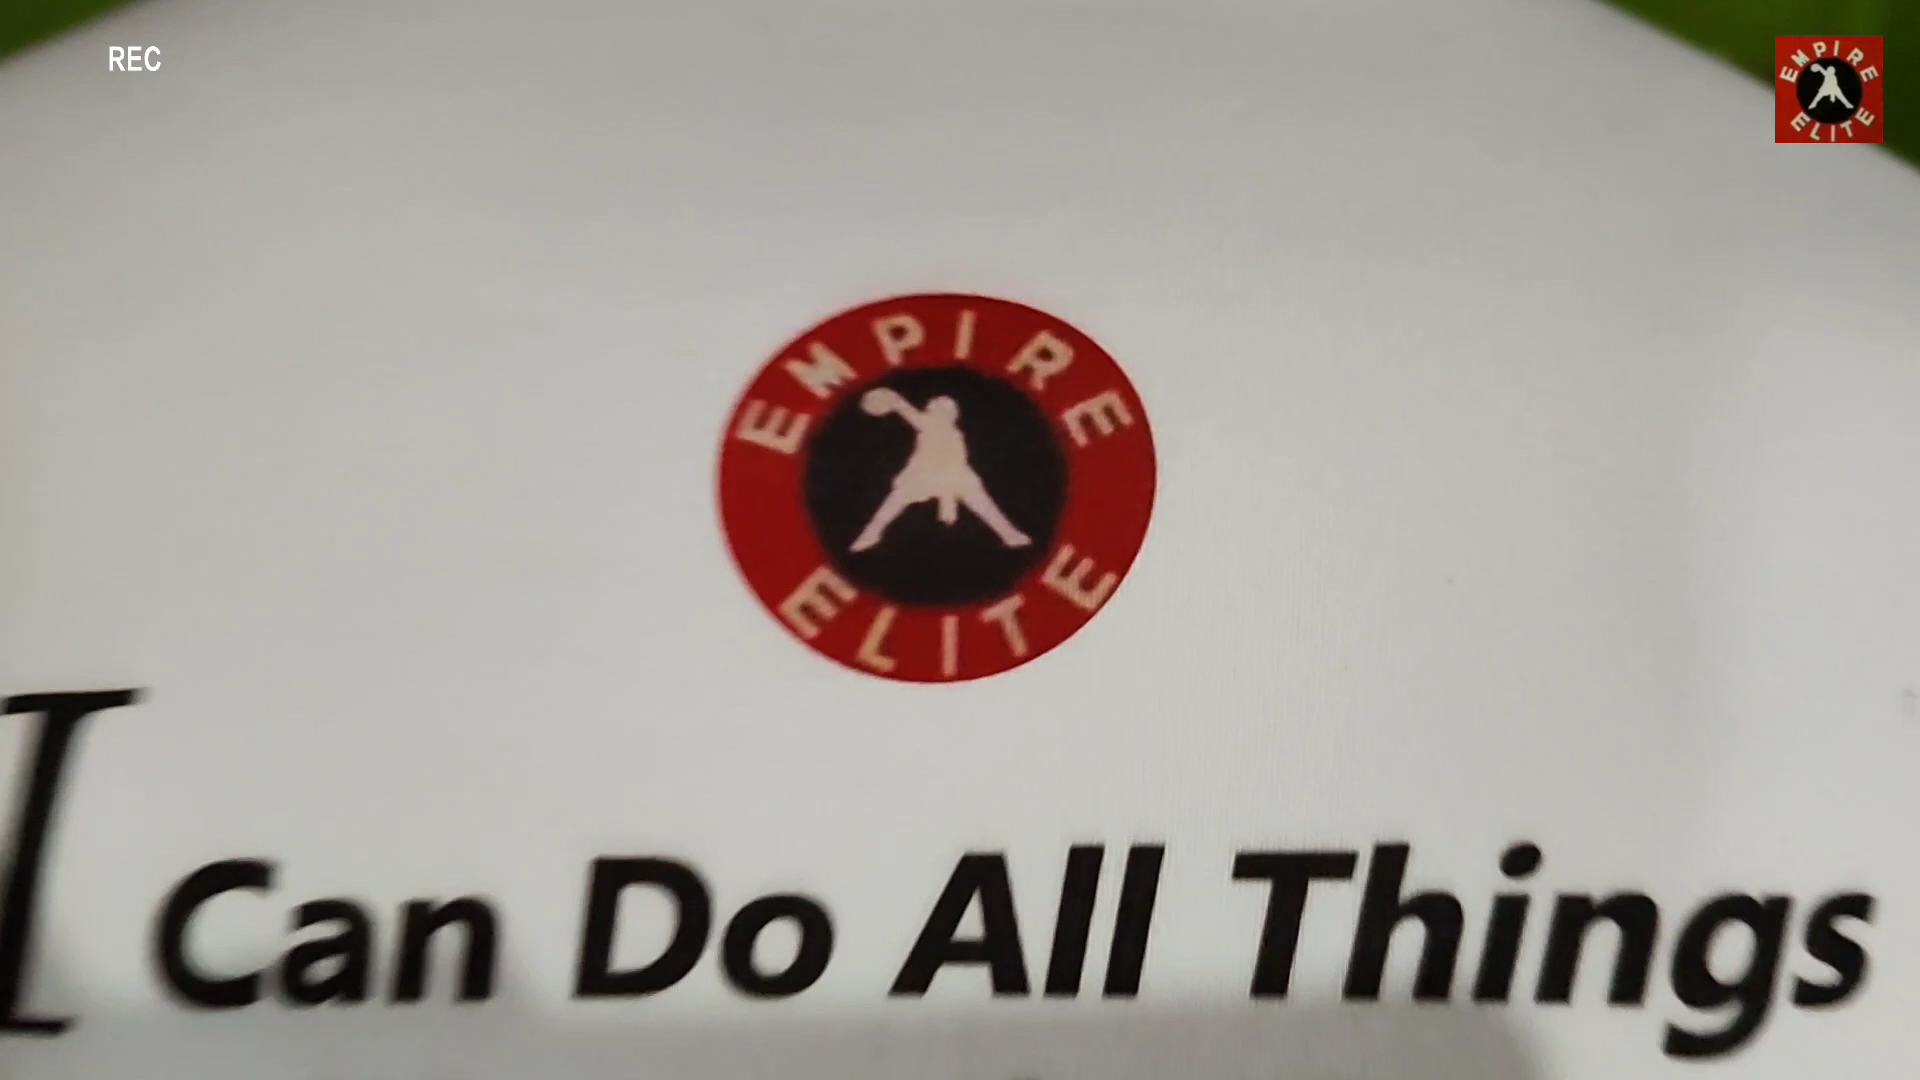 REC
EMPIRE
ELITE
EMPIRE
ELITE
I Can Do All Things